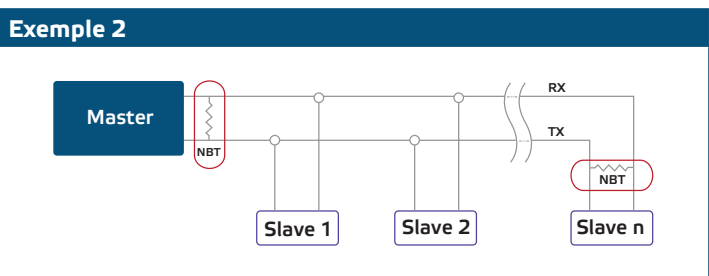 Exemple 2
RX
Master
TX
NBT
NBT
Slave 1
Slave 2
Slave n